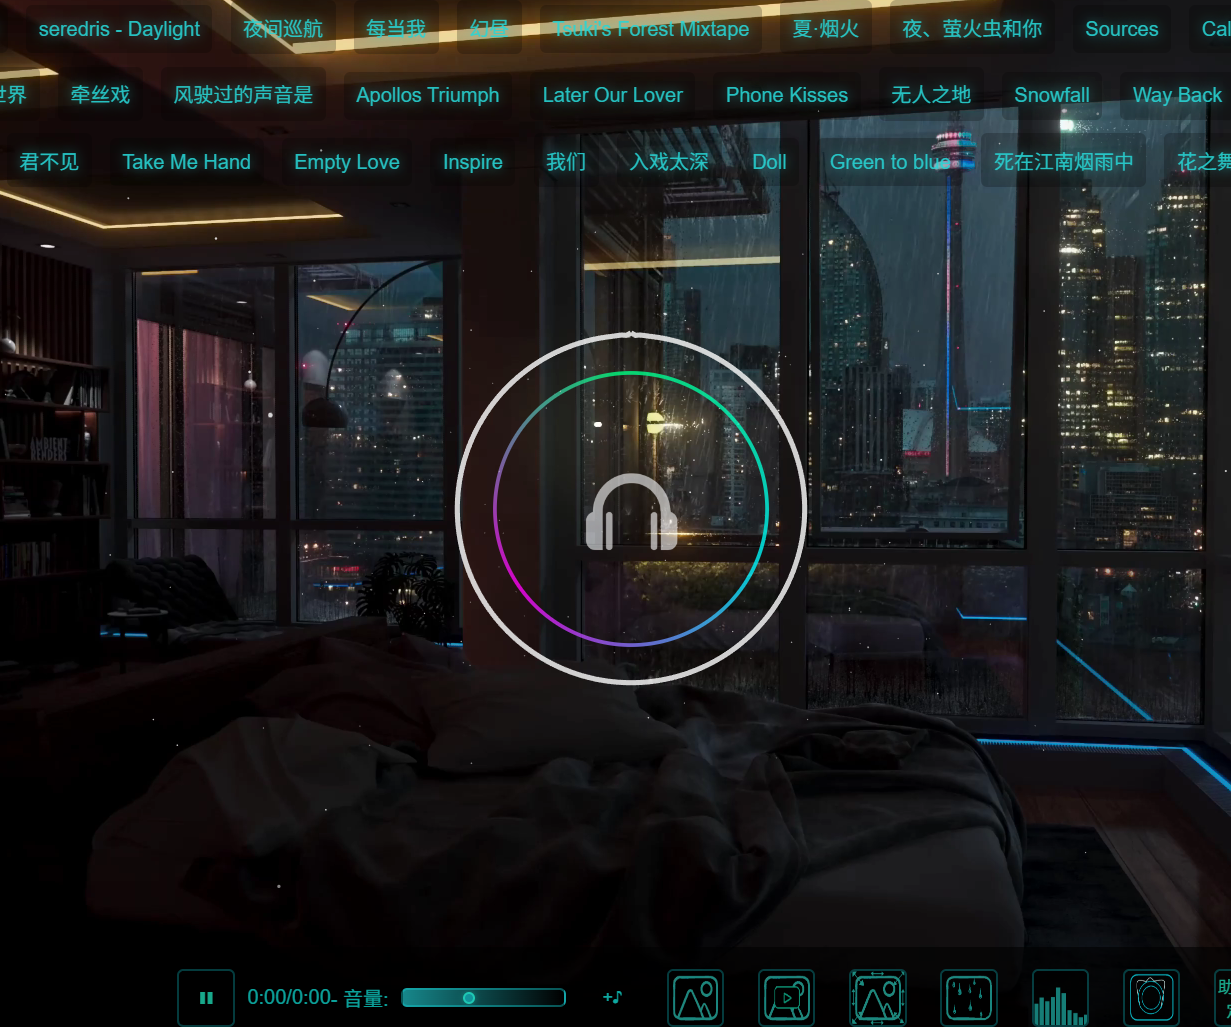 seredris - Daylight 夜间巡航 每当我 幻昼 Tsuki's Forest Mixtape 夏·烟火 夜、萤火虫和你 Sources Cal
世界 牵丝戏 风驶过的声音是 Apollos Triumph Later Our Lover Phone Kisses 无人之地 Snowfall Way Back
君不见 Take Me Hand Empty Love Inspire 我们 入戏太深 Doll Green to blue 死在江南烟雨中 花之舞
AMBIENT
RENDERS
0:00/0:00- 音量: 助